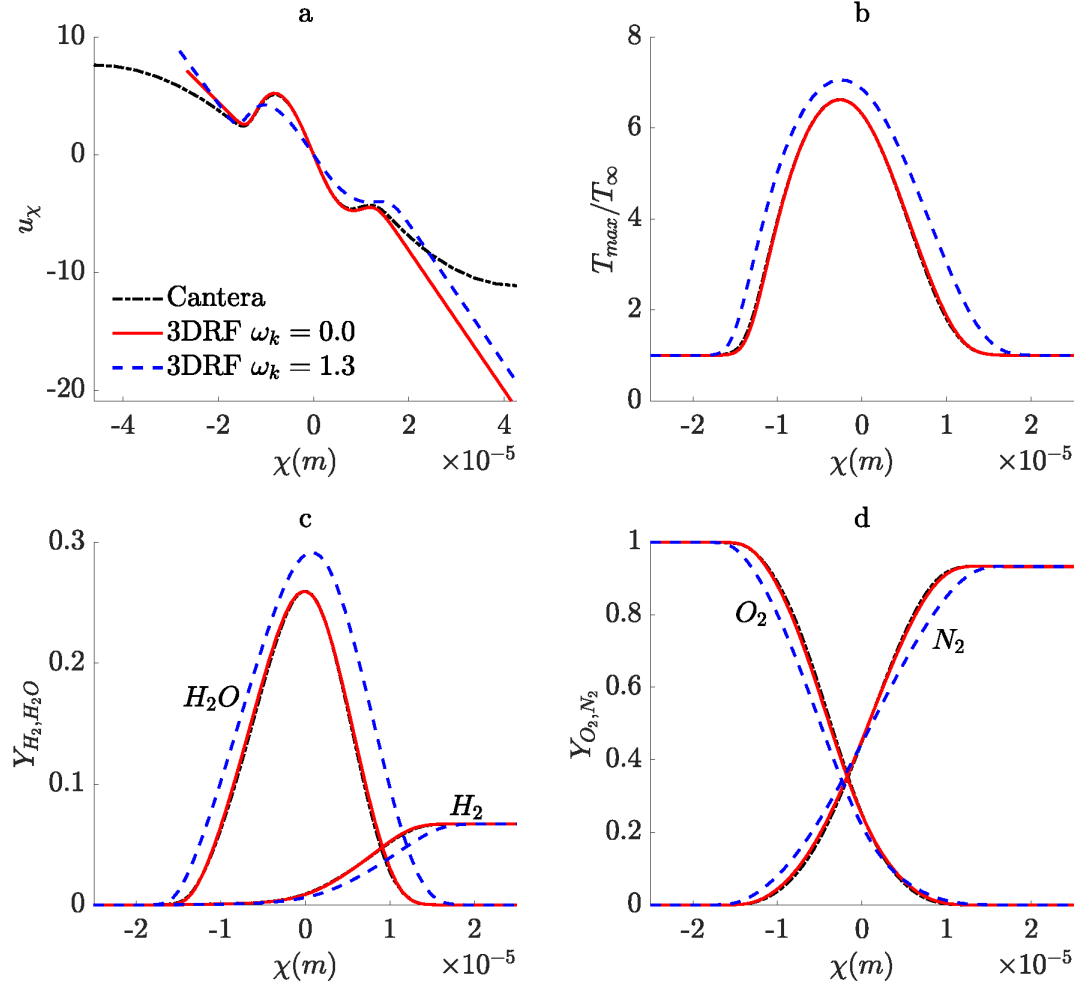 a
10
0
-10
-20
u_χ
Cantera
3DRF ω_k = 0.0
3DRF ω_k = 1.3
-4 -2 0 2 4
χ(m) ×10⁻⁵
b
8
6
4
2
0
T_max/T_∞
-2 -1 0 1 2
χ(m) ×10⁻⁵
c
0.3
0.2
0.1
0
Y_H₂,H₂O
H₂O
H₂
-2 -1 0 1 2
χ(m) ×10⁻⁵
d
1
0.8
0.6
0.4
0.2
0
Y_O₂,N₂
O₂
N₂
-2 -1 0 1 2
χ(m) ×10⁻⁵